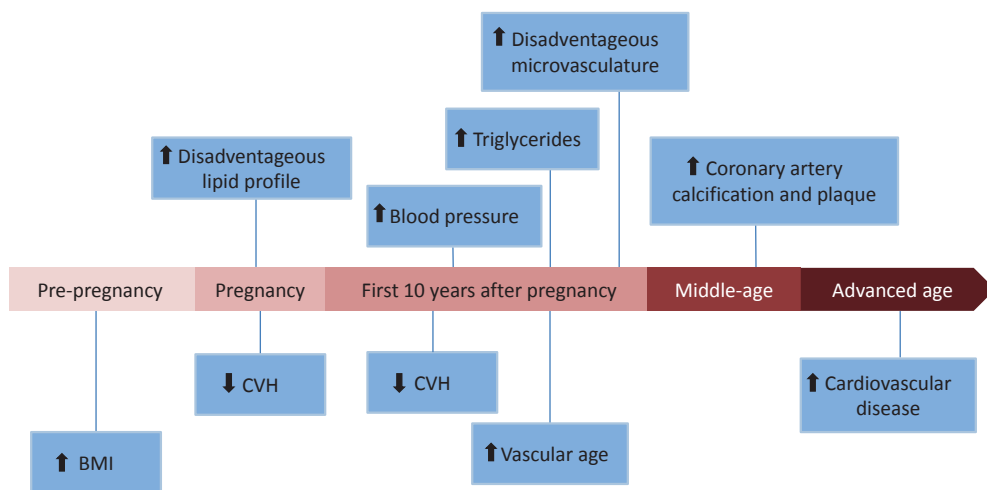 ⬆ Disadventageous
microvasculature
⬆ Triglycerides
⬆ Disadventageous
lipid profile
⬆ Coronary artery
calcification and plaque
⬆ Blood pressure
Pre-pregnancy
Pregnancy
First 10 years after pregnancy
Middle-age
Advanced age
⬇ CVH
⬇ CVH
⬆ Cardiovascular
disease
⬆ BMI
⬆ Vascular age